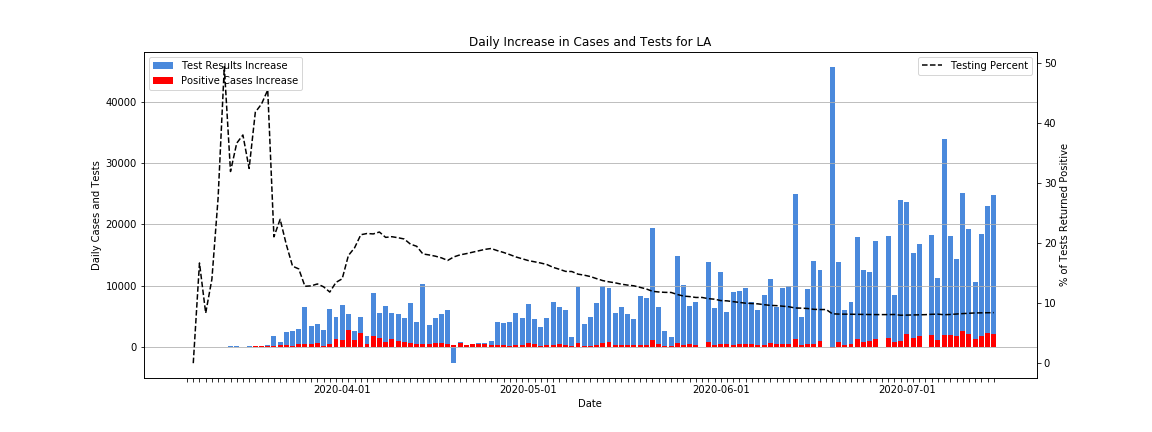 Daily Increase in Cases and Tests for LA
Test Results Increase
Positive Cases Increase
Testing Percent
40000
30000
20000
10000
0
50
40
30
20
10
0
Daily Cases and Tests
% of Tests Returned Positive
2020-04-01
2020-05-01
2020-06-01
2020-07-01
Date